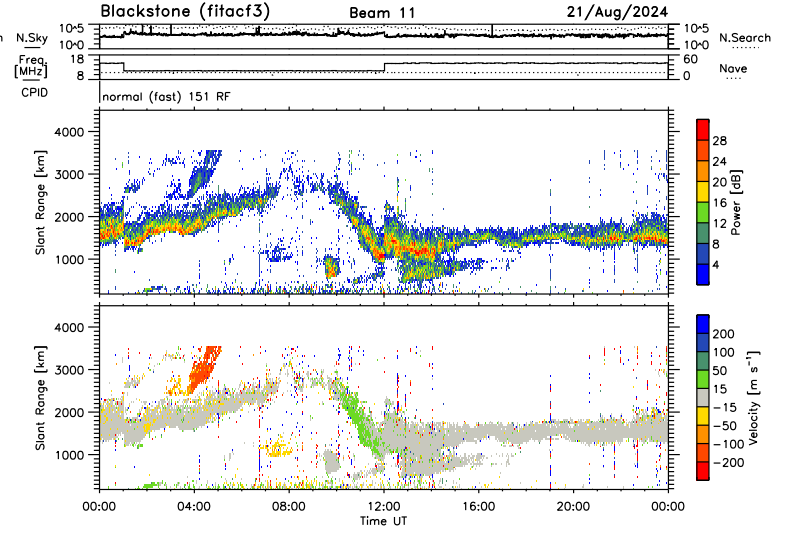 Blackstone (fitacf3) Beam 11 21/Aug/2024
N.Sky 10^5 10^0 10^5 10^0 N.Search
Freq. [MHz] 18 8 60 0 Nave
CPID normal (fast) 151 RF
Slant Range [km] 4000 3000 2000 1000
28 24 20 16 12 8 4 Power [dB]
Slant Range [km] 4000 3000 2000 1000
200 100 50 15 −15 −50 −100 −200 Velocity [m s⁻¹]
00:00 04:00 08:00 12:00 16:00 20:00 00:00
Time UT